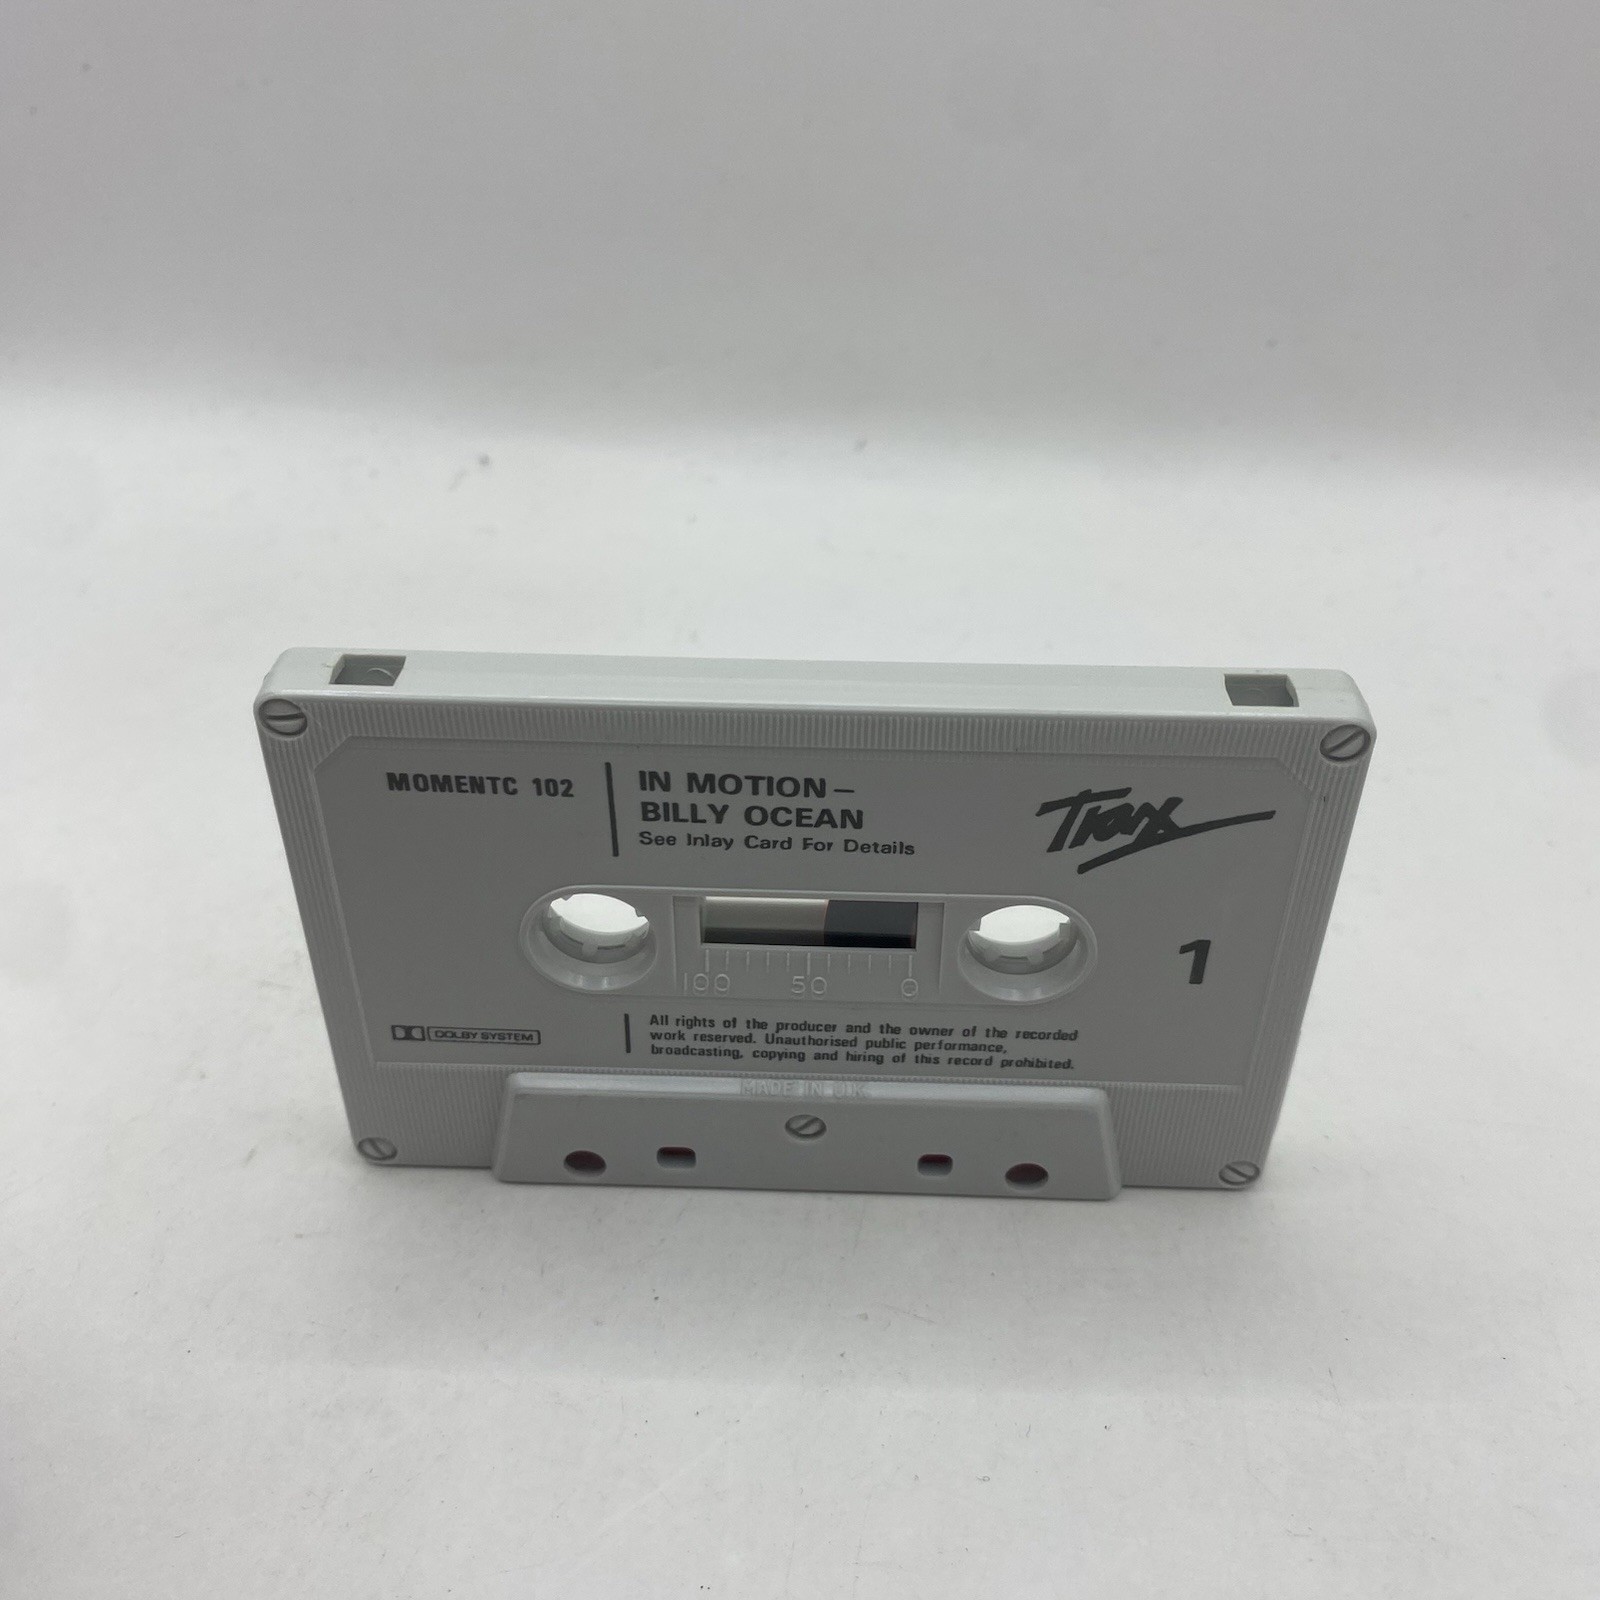 MOMENTC 102
IN MOTION –
BILLY OCEAN
See Inlay Card For Details
Trax
1
100 50 0
DOLBY SYSTEM
All rights of the producer and the owner of the recorded
work reserved. Unauthorised public performance,
broadcasting, copying and hiring of this record prohibited.
MADE IN U.K.